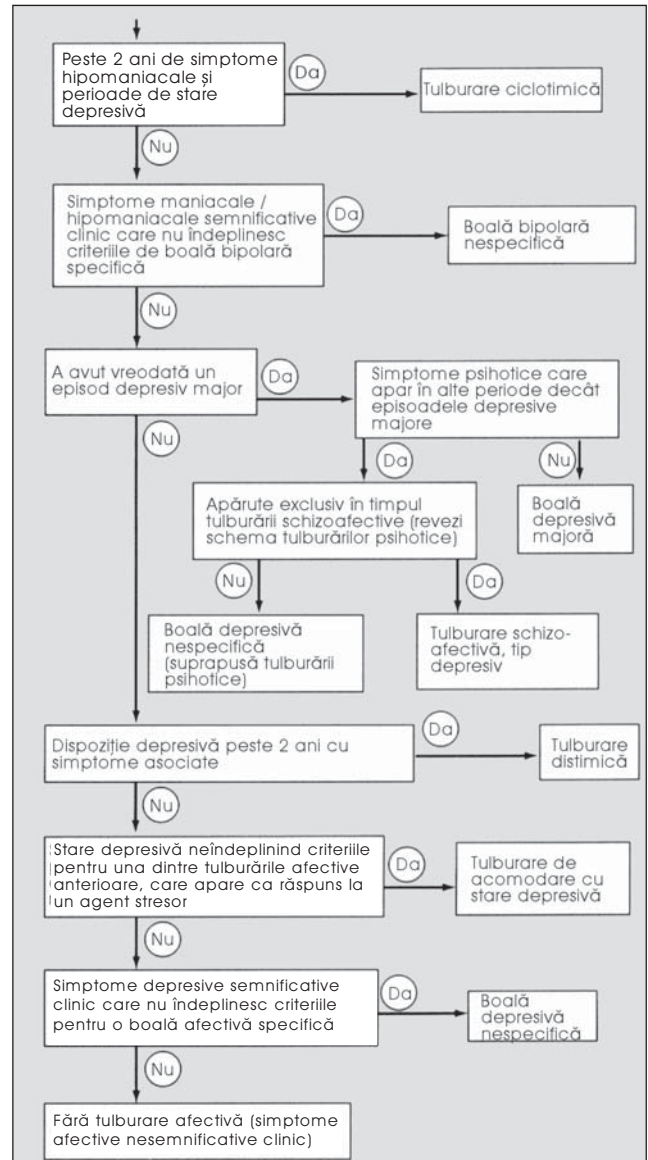 Peste 2 ani de simptome
hipomaniacale și
perioade de stare
depresivă
Da
Tulburare ciclotimică
Nu
Simptome maniacale /
hipomaniacale semnificative
clinic care nu îndeplinesc
criteriile de boală bipolară
specifică
Da
Boală bipolară
nespecifică
Nu
A avut vreodată un
episod depresiv major
Da
Simptome psihotice care
apar în alte periode decât
episoadele depresive
majore
Nu
Da
Nu
Apărute exclusiv în timpul
tulburării schizoafective (revezi
schema tulburărilor psihotice)
Boală
depresivă
majoră
Nu
Da
Boală depresivă
nespecifică
(suprapusă tulburării
psihotice)
Tulburare schizo-
afectivă, tip
depresiv
Dispoziție depresivă peste 2 ani cu
simptome asociate
Da
Tulburare
distimică
Nu
Stare depresivă neîndeplinind criteriile
pentru una dintre tulburările afective
anterioare, care apare ca răspuns la
un agent stresor
Da
Tulburare de
acomodare cu
stare depresivă
Nu
Simptome depresive semnificative
clinic care nu îndeplinesc criteriile
pentru o boală afectivă specifică
Da
Boală
depresivă
nespecifică
Nu
Fără tulburare afectivă (simptome
afective nesemnificative clinic)